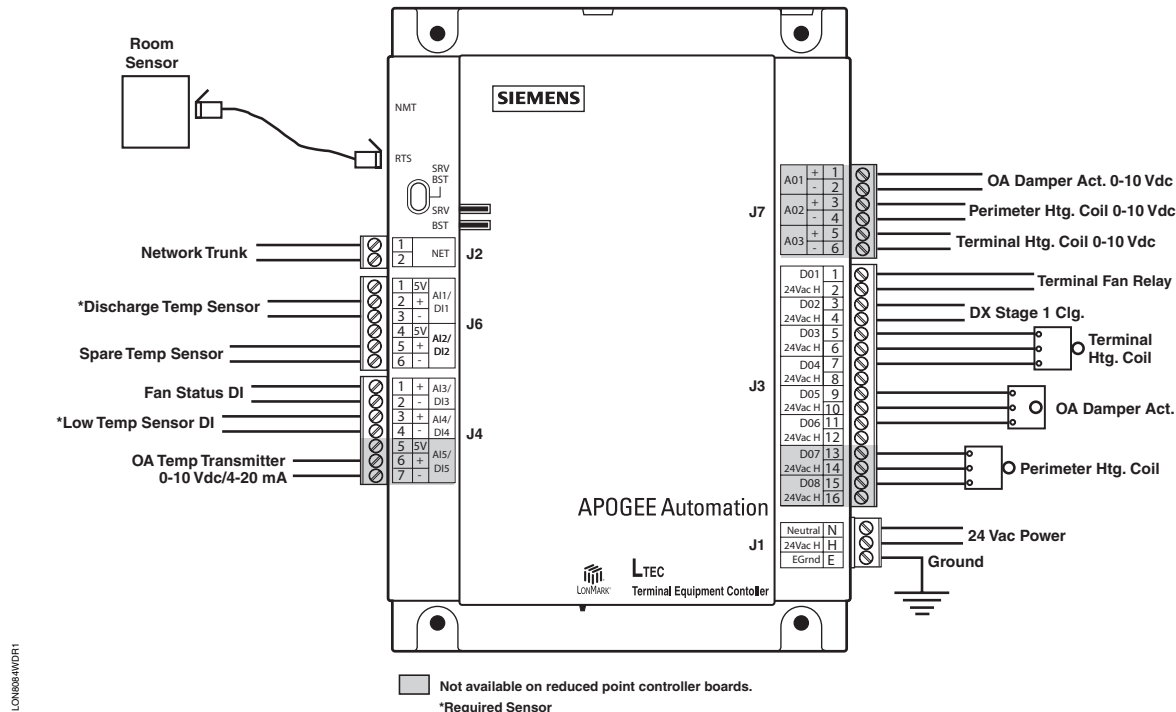 Room
Sensor
NMT
RTS
SRV
BST
SRV
BST
SIEMENS
Network Trunk
1
2
NET
J2
*Discharge Temp Sensor
Spare Temp Sensor
1 5V
2 +
3 -
AI1/
DI1
4 5V
5 +
6 -
AI2/
DI2
J6
Fan Status DI
*Low Temp Sensor DI
OA Temp Transmitter
0-10 Vdc/4-20 mA
1 +
2 -
AI3/
DI3
3 +
4 -
AI4/
DI4
5 5V
6 +
7 -
AI5/
DI5
J4
J7
A01 + 1
- 2
A02 + 3
- 4
A03 + 5
- 6
OA Damper Act. 0-10 Vdc
Perimeter Htg. Coil 0-10 Vdc
Terminal Htg. Coil 0-10 Vdc
J3
D01 1
24Vac H 2
D02 3
24Vac H 4
D03 5
24Vac H 6
D04 7
24Vac H 8
D05 9
24Vac H 10
D06 11
24Vac H 12
D07 13
24Vac H 14
D08 15
24Vac H 16
Terminal Fan Relay
DX Stage 1 Clg.
Terminal
Htg. Coil
OA Damper Act.
Perimeter Htg. Coil
APOGEE Automation
J1
Neutral N
24Vac H H
EGrnd E
24 Vac Power
Ground
LONMARK
LTEC
Terminal Equipment Contoller
LON8084WDR1
Not available on reduced point controller boards.
*Required Sensor